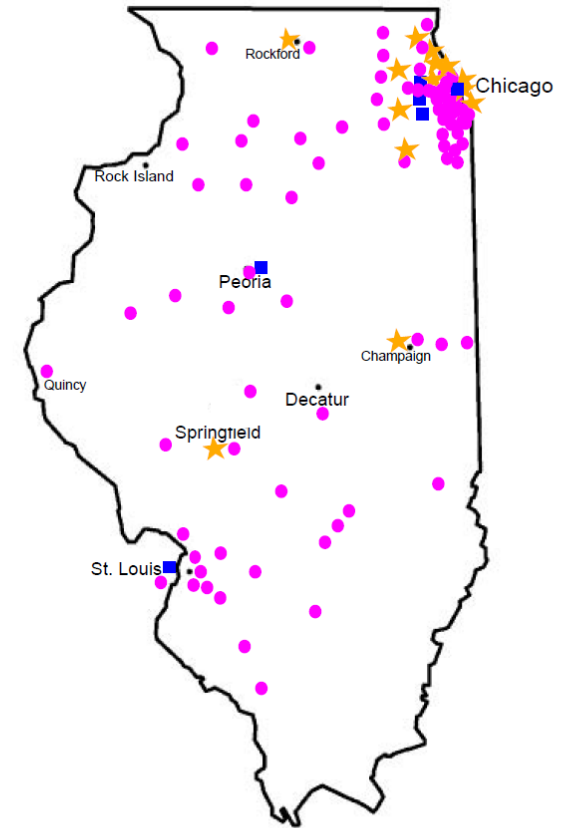 Rockford
Chicago
Rock Island
Peoria
Champaign
Quincy
Decatur
Springfield
St. Louis